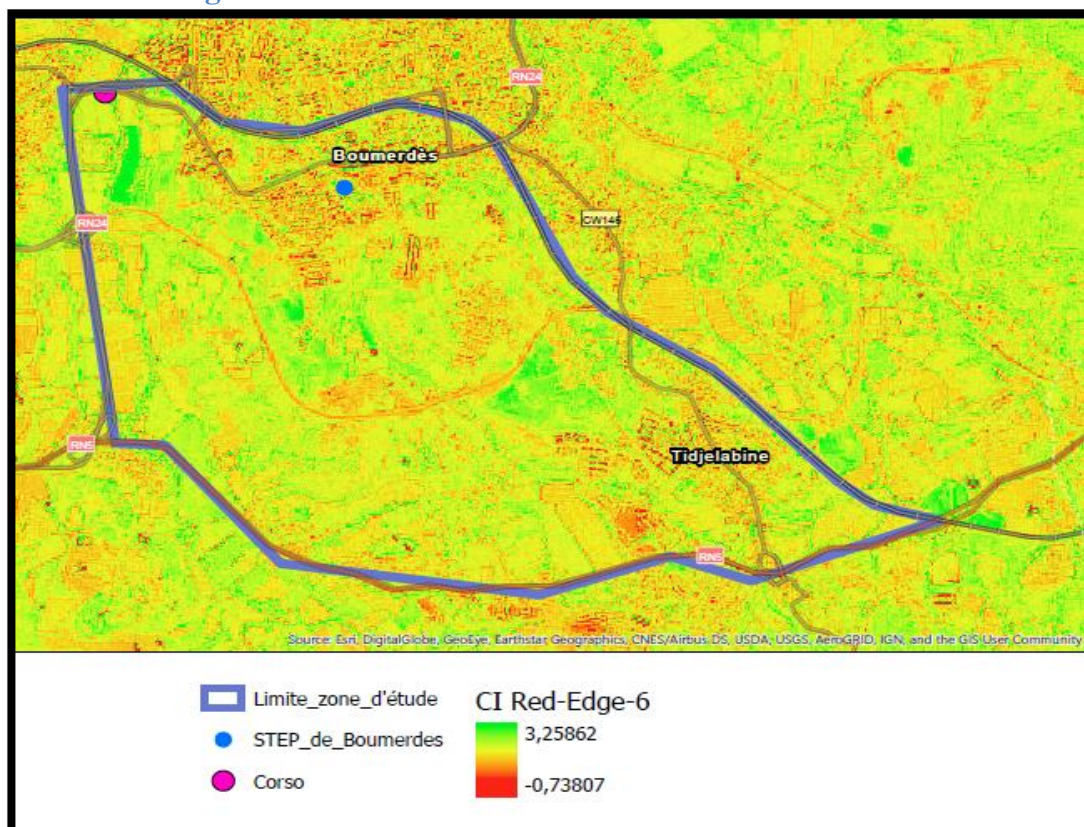 RN24
Boumerdès
CW146
RN24
RN5
Tidjelabine
RN5
Source: Esri, DigitalGlobe, GeoEye, Earthstar Geographics, CNES/Airbus DS, USDA, USGS, AeroGRID, IGN, and the GIS User Community
Limite_zone_d'étude
STEP_de_Boumerdes
Corso
CI Red-Edge-6
3,25862
-0,73807